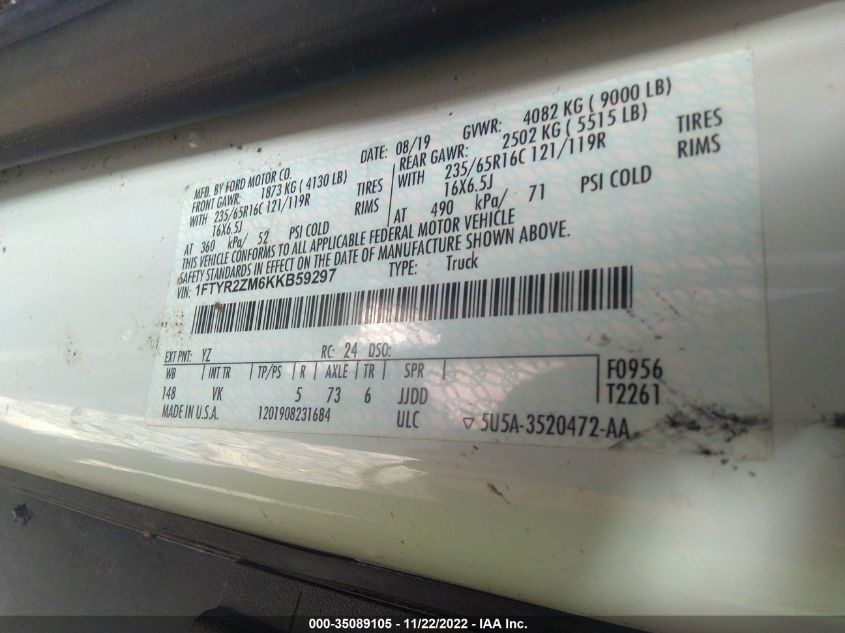 MFD. BY FORD MOTOR CO.
DATE: 08/19 GVWR: 4082 KG ( 9000 LB)
FRONT GAWR: 1873 KG ( 4130 LB)
REAR GAWR: 2502 KG ( 5515 LB)
WITH 235/65R16C 121/119R TIRES
WITH 235/65R16C 121/119R TIRES
16X6.5J RIMS
16X6.5J RIMS
AT 360 kPa/ 52 PSI COLD
AT 490 kPa/ 71 PSI COLD
THIS VEHICLE CONFORMS TO ALL APPLICABLE FEDERAL MOTOR VEHICLE
SAFETY STANDARDS IN EFFECT ON THE DATE OF MANUFACTURE SHOWN ABOVE.
VIN: 1FTYR2ZM6KKB59297 TYPE: Truck
EXT PNT: YZ RC: 24 DSO:
WB INT TR TP/PS R AXLE TR SPR F0956
148 VK 5 73 6 JJDD T2261
MADE IN U.S.A. 1201908231684 ULC ▽ 5U5A-3520472-AA
000-35089105 - 11/22/2022 - IAA Inc.